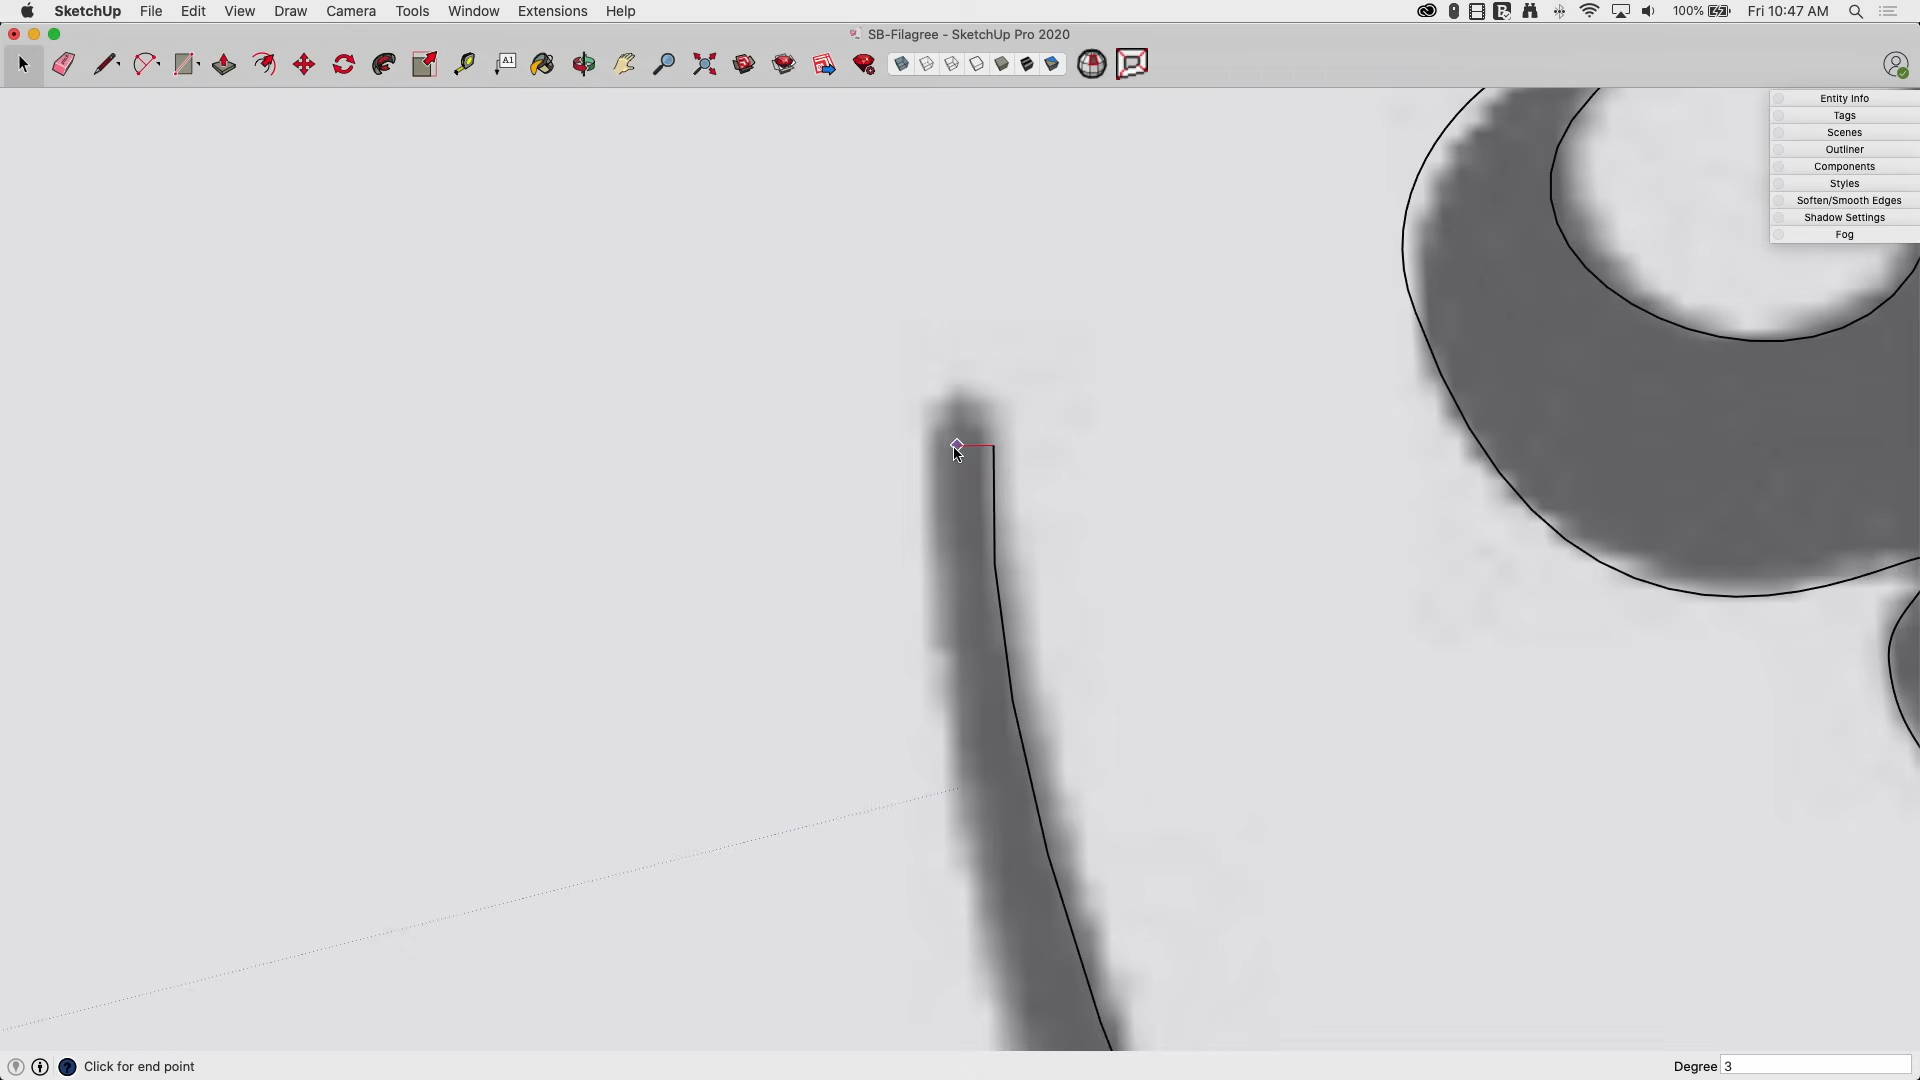 SketchUp File Edit View Draw Camera Tools Window Extensions Help 100% Fri 10:47 AM
SB-Filagree - SketchUp Pro 2020
A1
Entity Info
Tags
Scenes
Outliner
Components
Styles
Soften/Smooth Edges
Shadow Settings
Fog
Click for end point
Degree 3